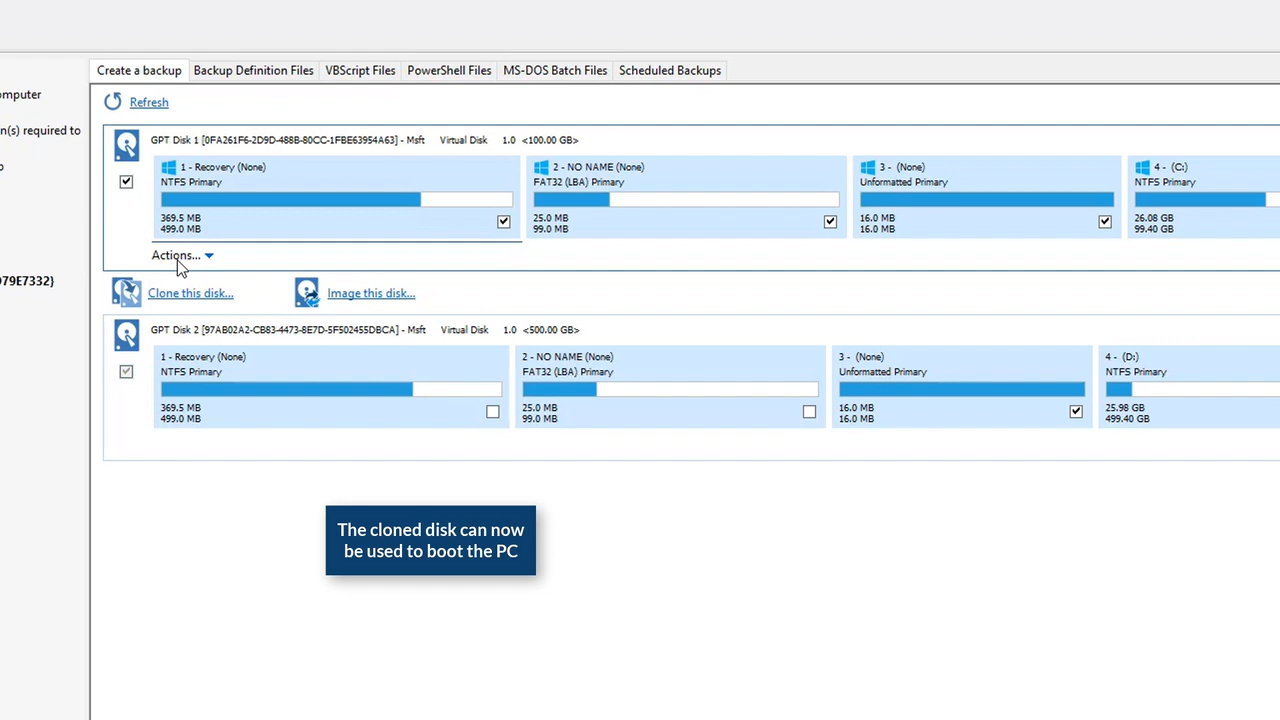 Create a backup
Backup Definition Files
VBScript Files
PowerShell Files
MS-DOS Batch Files
Scheduled Backups
omputer
n(s) required to
o
979E7332}
Refresh
GPT Disk 1 [0FA261F6-2D9D-488B-80CC-1FBE63954A63] - Msft Virtual Disk 1.0 <100.00 GB>
1 - Recovery (None)
NTFS Primary
369.5 MB
499.0 MB
2 - NO NAME (None)
FAT32 (LBA) Primary
25.0 MB
99.0 MB
3 - (None)
Unformatted Primary
16.0 MB
16.0 MB
4 - (C:)
NTFS Primary
26.08 GB
99.40 GB
Actions...
Clone this disk...
Image this disk...
GPT Disk 2 [97AB02A2-CB83-4473-8E7D-5F502455DBCA] - Msft Virtual Disk 1.0 <500.00 GB>
1 - Recovery (None)
NTFS Primary
369.5 MB
499.0 MB
2 - NO NAME (None)
FAT32 (LBA) Primary
25.0 MB
99.0 MB
3 - (None)
Unformatted Primary
16.0 MB
16.0 MB
4 - (D:)
NTFS Primary
25.98 GB
499.40 GB
The cloned disk can now
be used to boot the PC